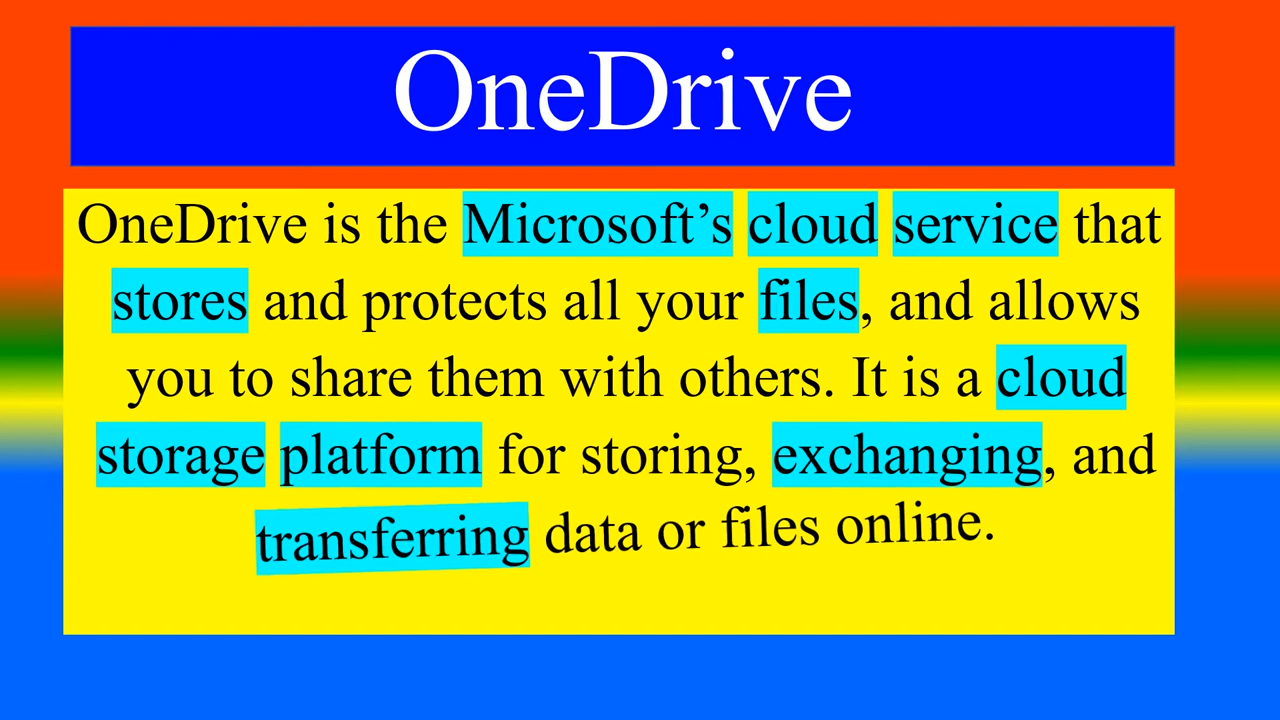 OneDrive
OneDrive is the Microsoft’s cloud service that
stores and protects all your files, and allows
you to share them with others. It is a cloud
storage platform for storing, exchanging, and
transferring data or files online.